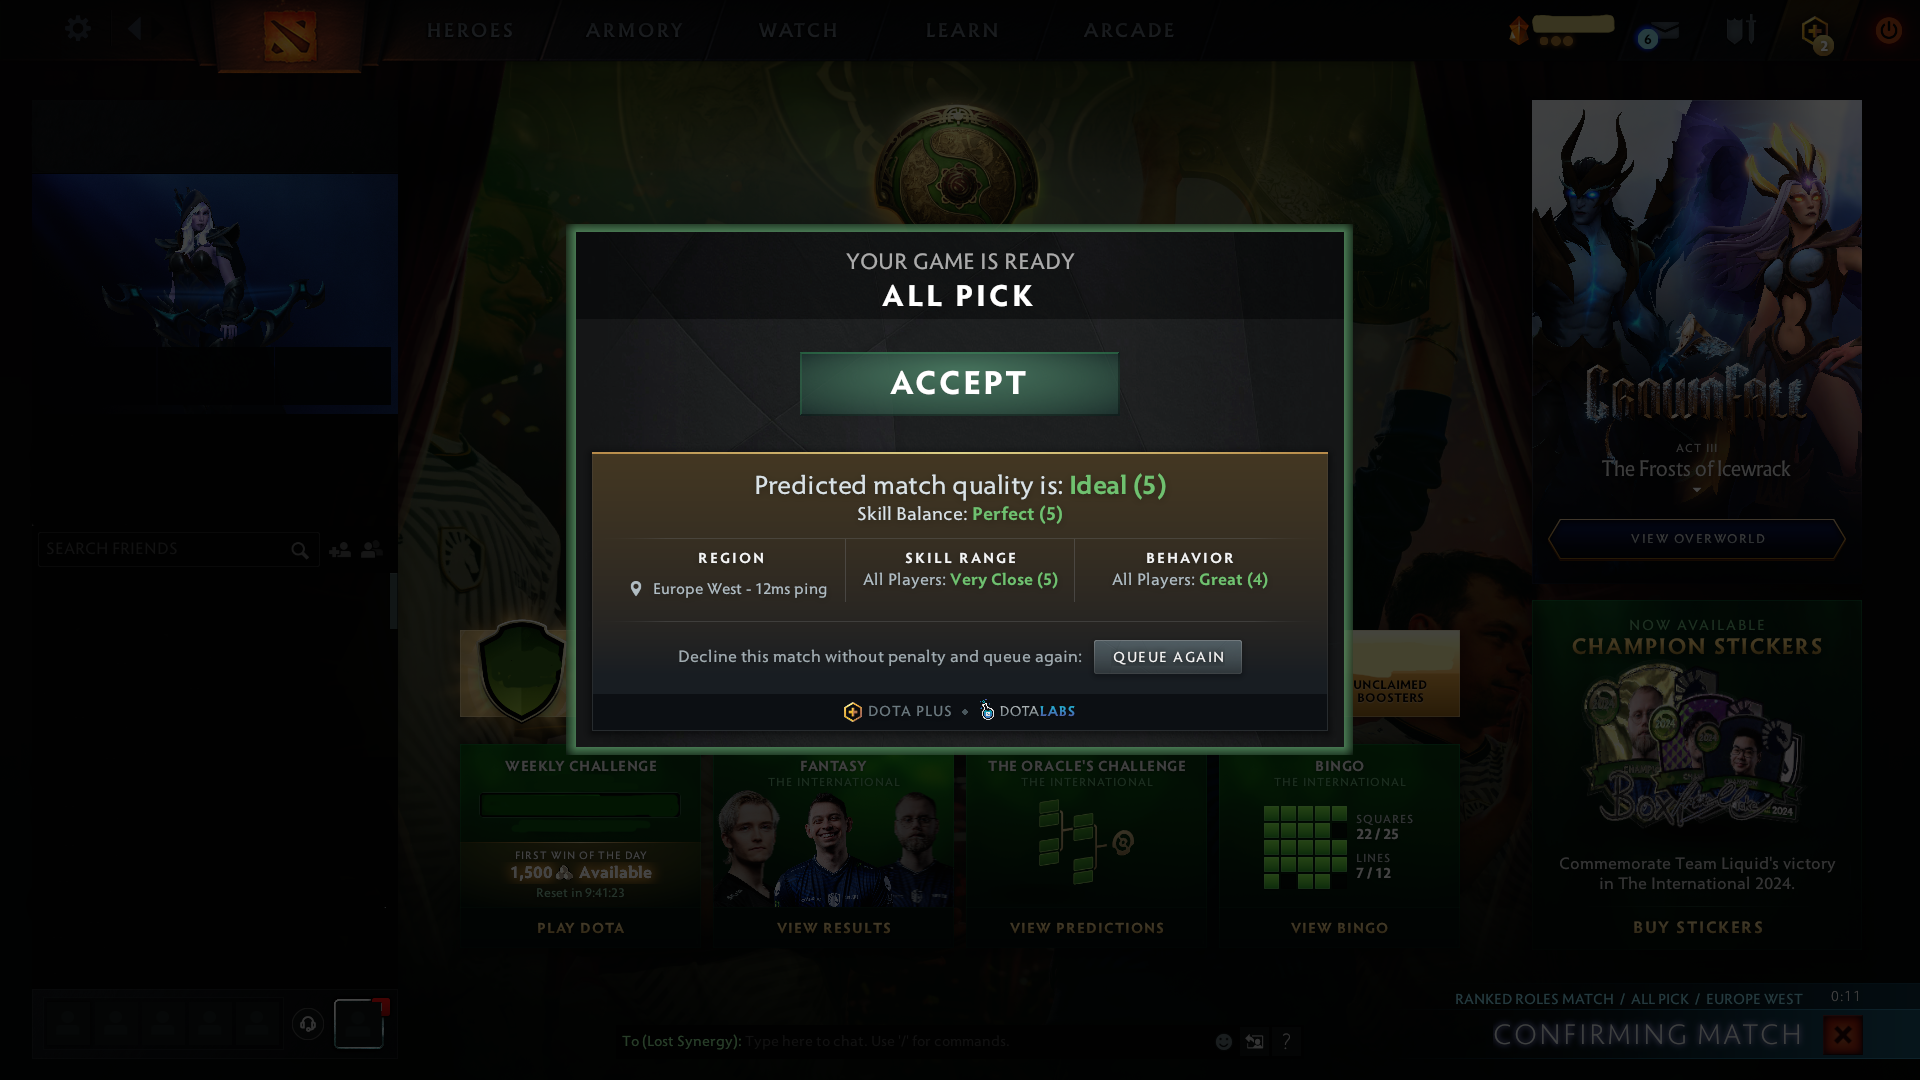 HEROES
ARMORY
WATCH
LEARN
ARCADE
6
2
YOUR GAME IS READY
ALL PICK
ACCEPT
Predicted match quality is: Ideal (5)
Skill Balance: Perfect (5)
REGION
Europe West - 12ms ping
SKILL RANGE
All Players: Very Close (5)
BEHAVIOR
All Players: Great (4)
Decline this match without penalty and queue again:
QUEUE AGAIN
DOTA PLUS
DOTALABS
SEARCH FRIENDS
CROWNFALL
ACT III
The Frosts of Icewrack
VIEW OVERWORLD
UNCLAIMED
BOOSTERS
NOW AVAILABLE
CHAMPION STICKERS
2024
Commemorate Team Liquid's victory
in The International 2024.
BUY STICKERS
WEEKLY CHALLENGE
FIRST WIN OF THE DAY
1,500 Available
Reset in 9:41:23
PLAY DOTA
FANTASY
THE INTERNATIONAL
VIEW RESULTS
THE ORACLE'S CHALLENGE
THE INTERNATIONAL
VIEW PREDICTIONS
BINGO
THE INTERNATIONAL
SQUARES
22 / 25
LINES
7 / 12
VIEW BINGO
To (Lost Synergy): Type here to chat. Use '/' for commands.
?
RANKED ROLES MATCH / ALL PICK / EUROPE WEST
0:11
CONFIRMING MATCH